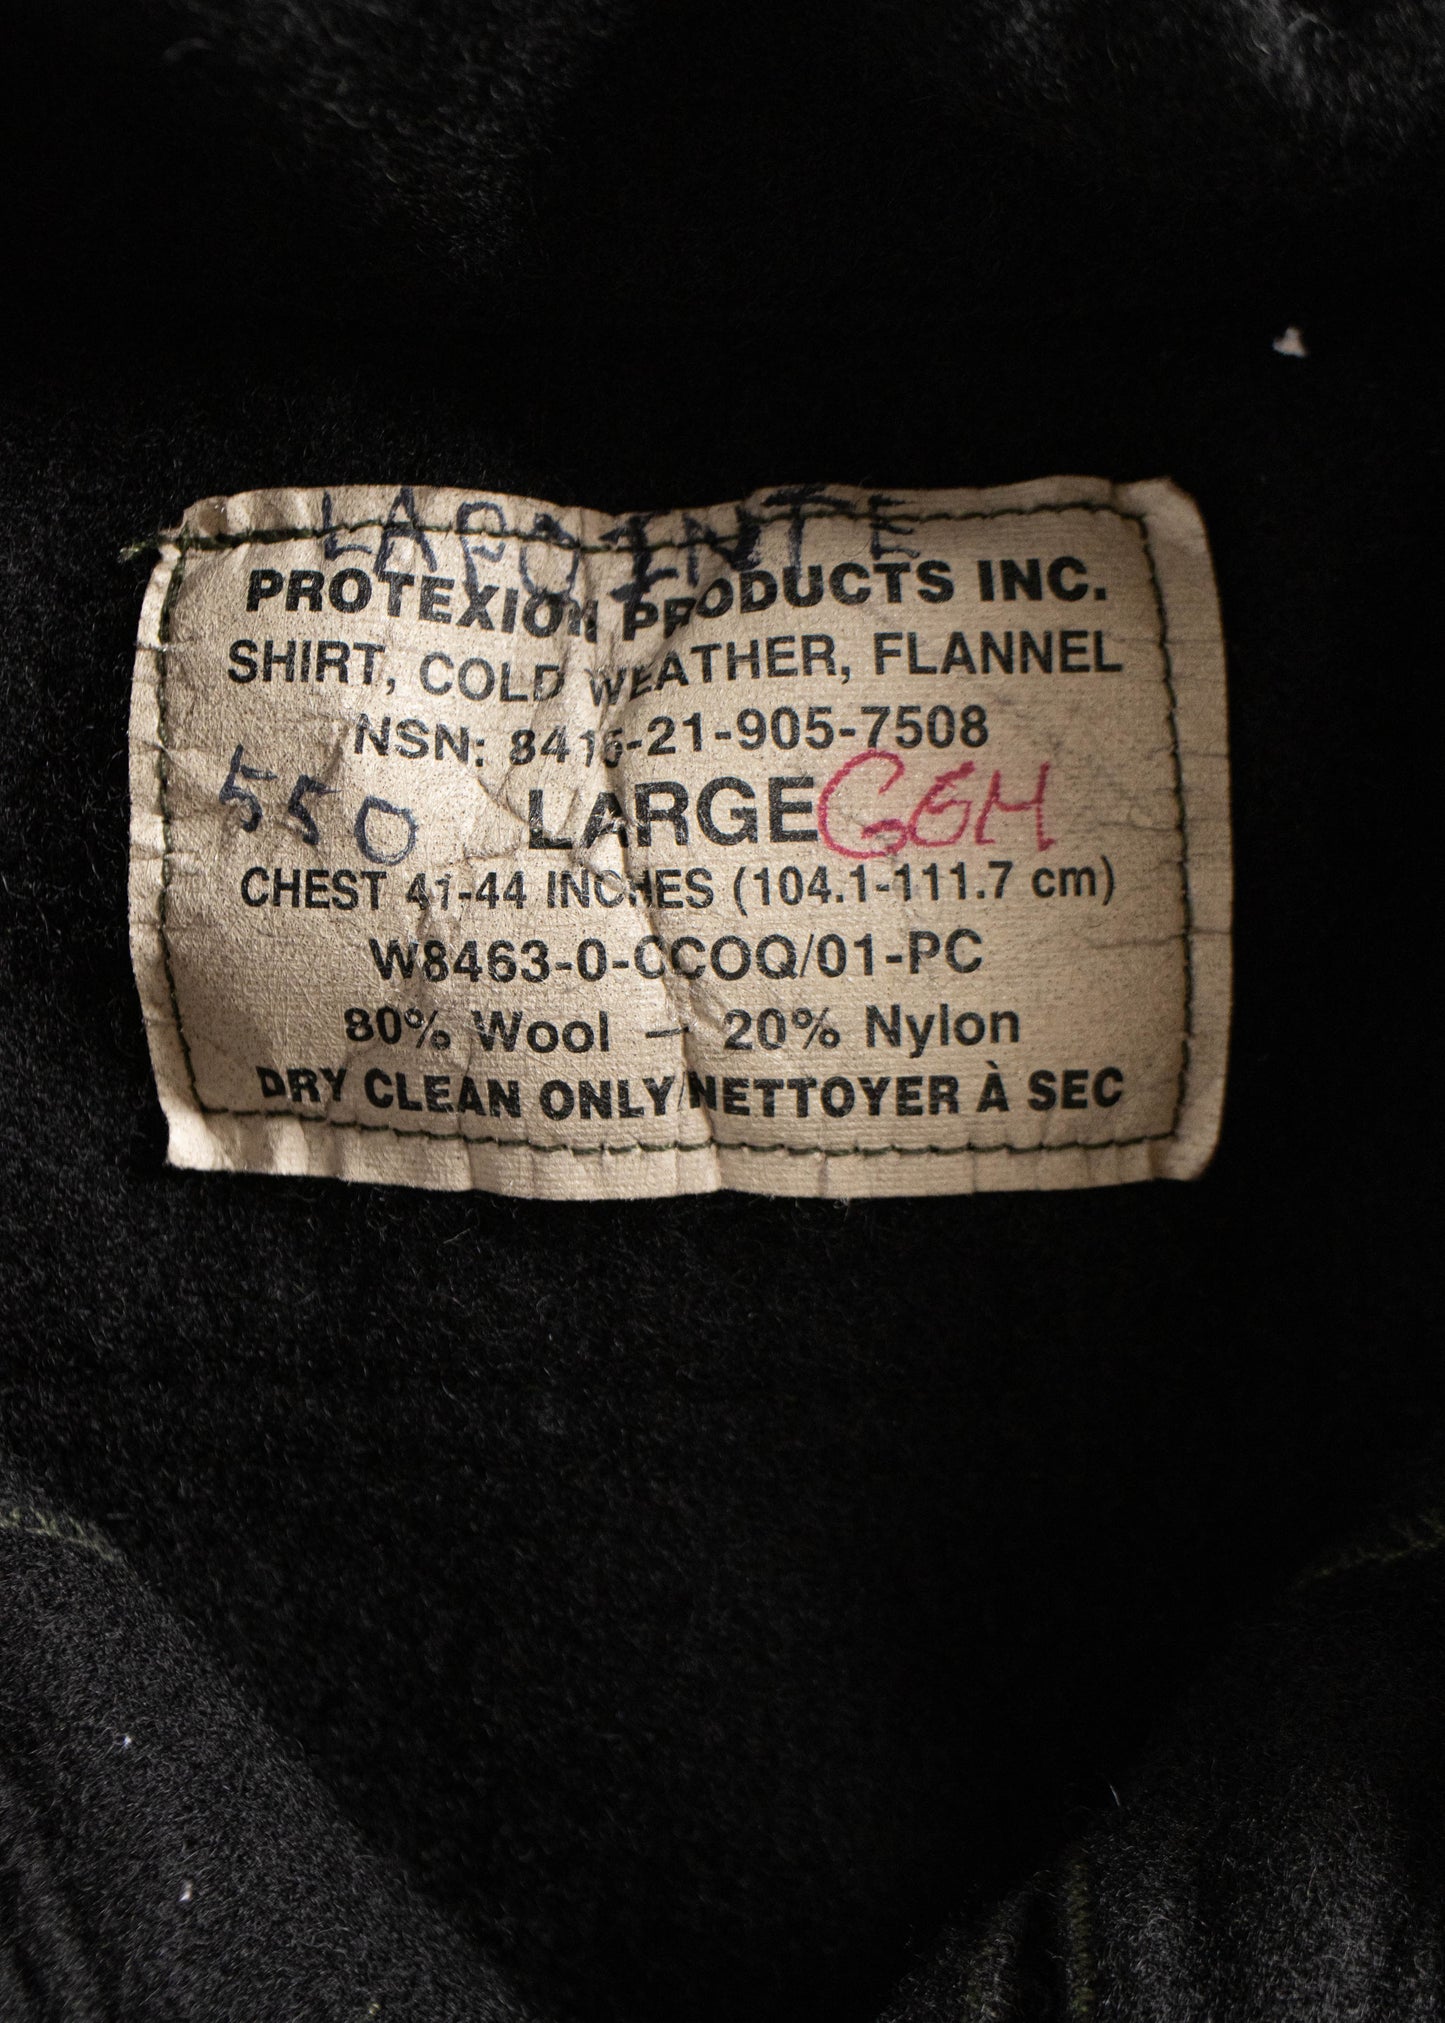 LAPOINTE
PROTEXION PRODUCTS INC.
SHIRT, COLD WEATHER, FLANNEL
NSN: 8415-21-905-7508
550 LARGE GEM
CHEST 41-44 INCHES (104.1-111.7 cm)
W8463-0-CCOQ/01-PC
80% Wool — 20% Nylon
DRY CLEAN ONLY/NETTOYER À SEC